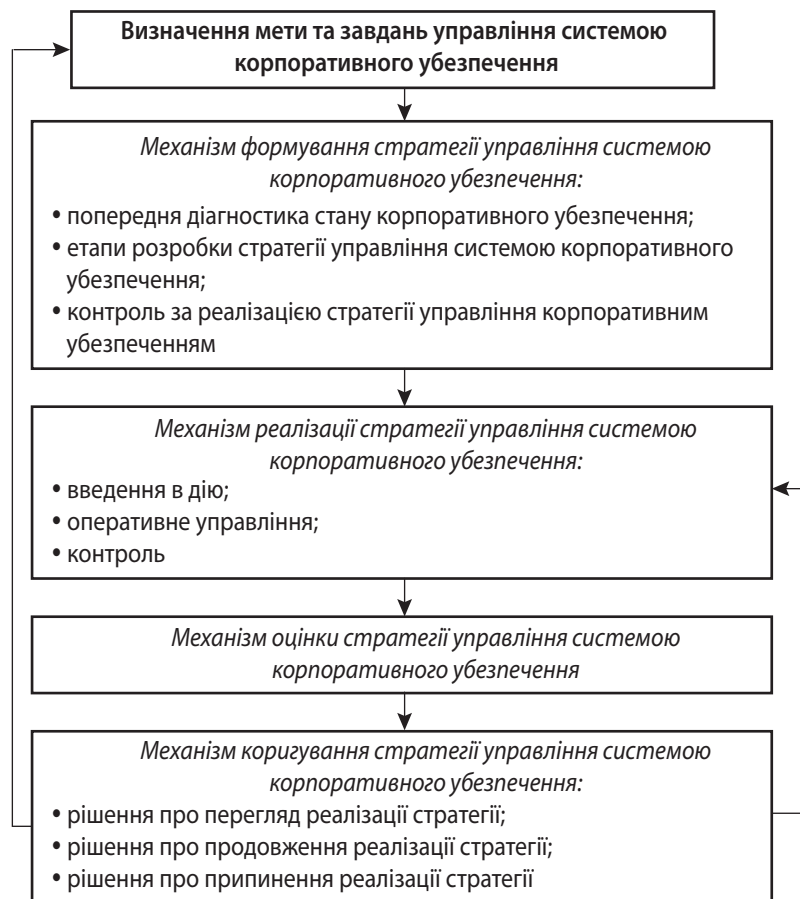 Визначення мети та завдань управління системою
корпоративного убезпечення
Механізм формування стратегії управління системою
корпоративного убезпечення:
• попередня діагностика стану корпоративного убезпечення;
• етапи розробки стратегії управління системою корпоративного
убезпечення;
• контроль за реалізацією стратегії управління корпоративним
убезпеченням
Механізм реалізації стратегії управління системою
корпоративного убезпечення:
• введення в дію;
• оперативне управління;
• контроль
Механізм оцінки стратегії управління системою
корпоративного убезпечення
Механізм коригування стратегії управління системою
корпоративного убезпечення:
• рішення про перегляд реалізації стратегії;
• рішення про продовження реалізації стратегії;
• рішення про припинення реалізації стратегії